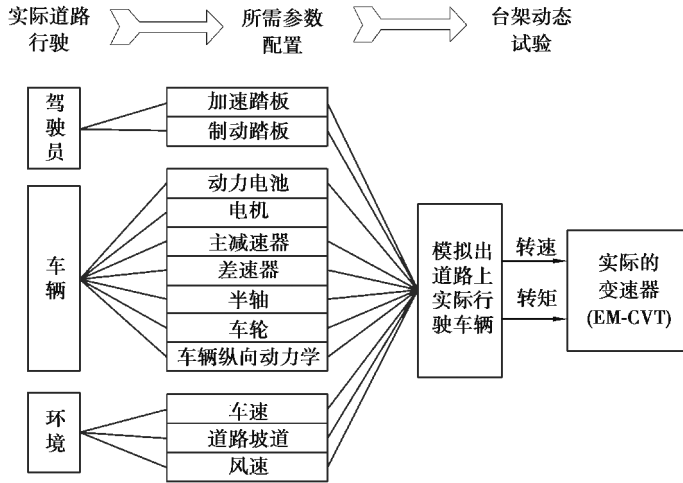 实际道路
行驶
所需参数
配置
台架动态
试验
驾
驶
员
加速踏板
制动踏板
车
辆
动力电池
电机
主减速器
差速器
半轴
车轮
车辆纵向动力学
环
境
车速
道路坡道
风速
模拟出
道路上
实际行
驶车辆
转速
转矩
实际的
变速器
(EM-CVT)